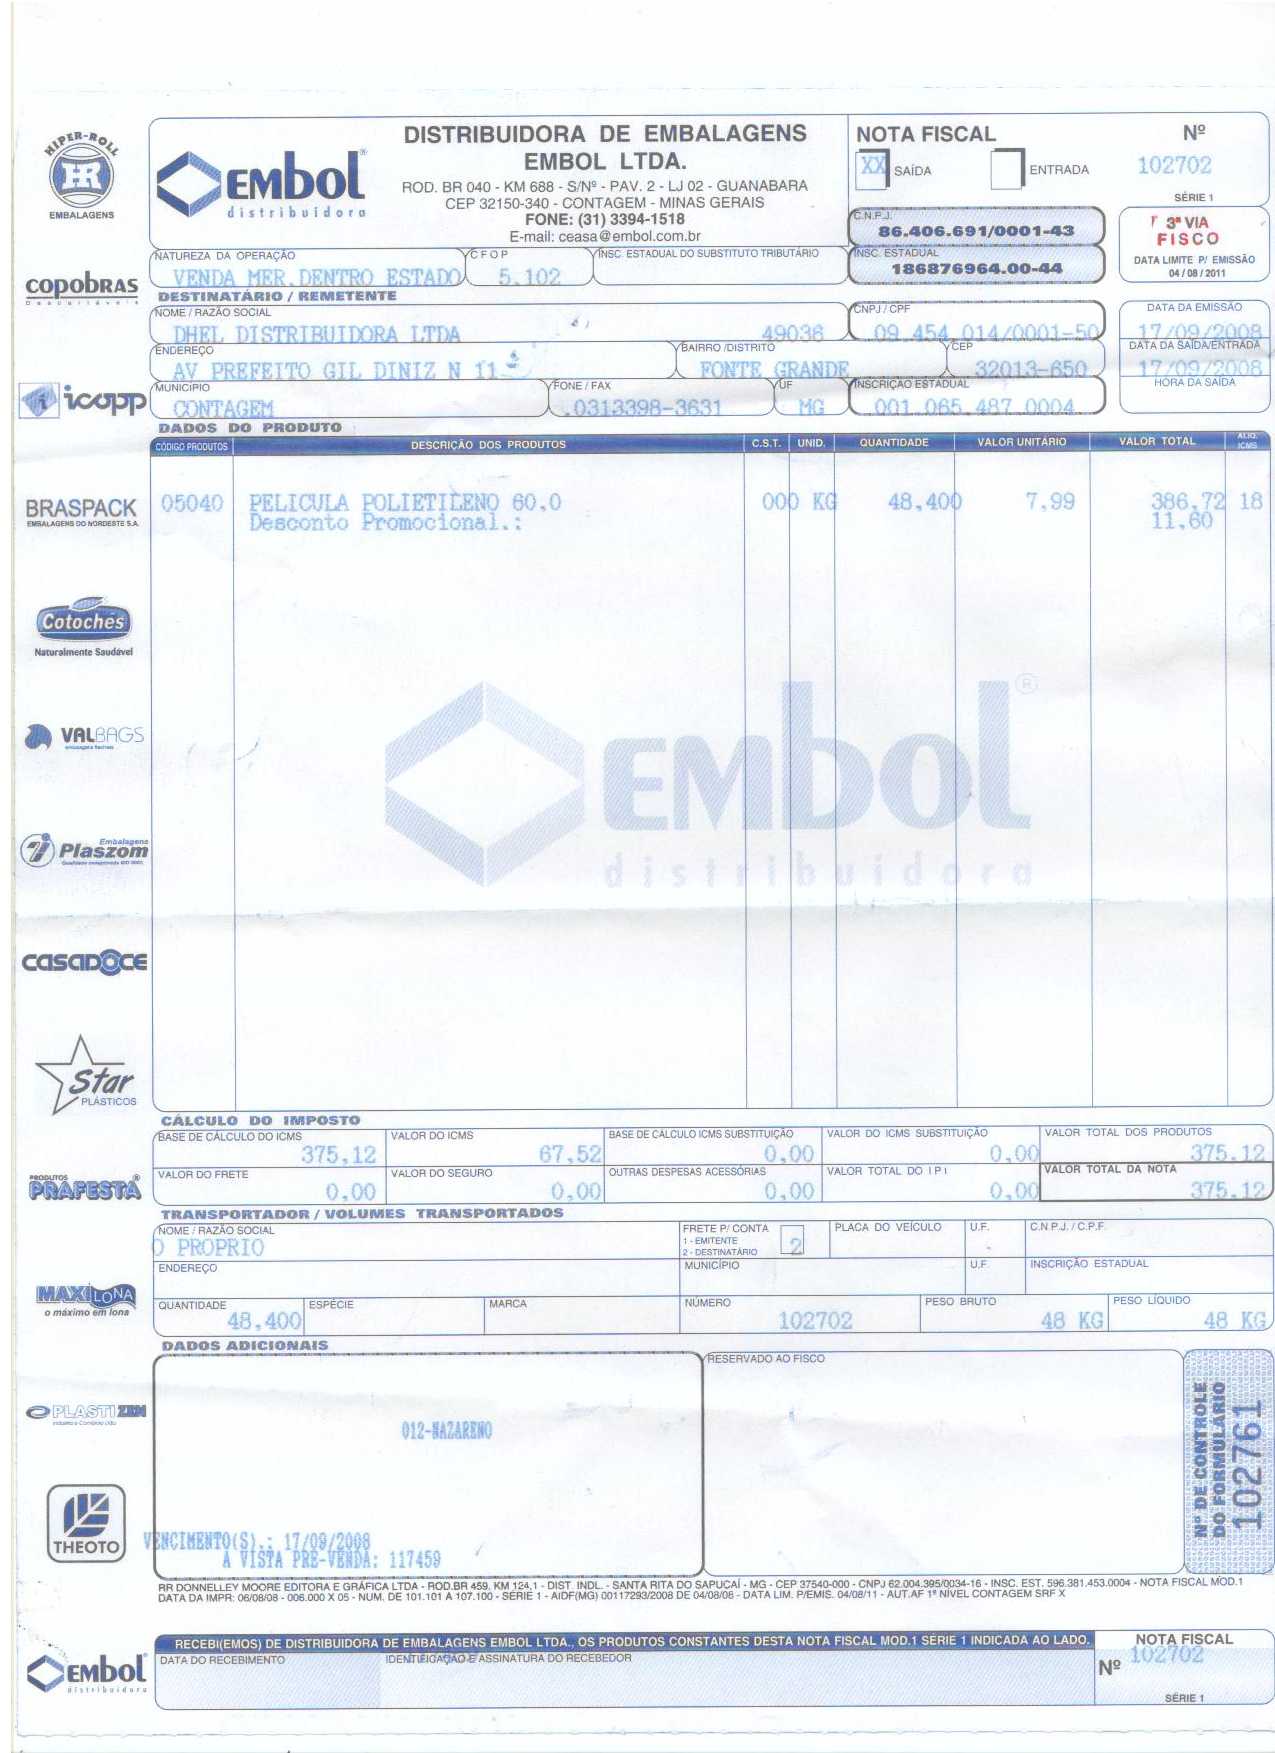 HIPER-ROLL
HR
EMBALAGENS
EMBOL
distribuidora
DISTRIBUIDORA DE EMBALAGENS
EMBOL LTDA.
ROD. BR 040 - KM 688 - S/Nº - PAV. 2 - LJ 02 - GUANABARA
CEP 32150-340 - CONTAGEM - MINAS GERAIS
FONE: (31) 3394-1518
E-mail: ceasa@embol.com.br
NOTA FISCAL
XX SAÍDA ENTRADA
Nº
102702
SÉRIE 1
C.N.P.J.
86.406.691/0001-43
INSC. ESTADUAL
186876964.00-44
3ª VIA
FISCO
DATA LIMITE P/ EMISSÃO
04 / 08 / 2011
NATUREZA DA OPERAÇÃO CFOP INSC. ESTADUAL DO SUBSTITUTO TRIBUTÁRIO
VENDA MER.DENTRO ESTADO 5.102
DESTINATÁRIO / REMETENTE
NOME / RAZÃO SOCIAL CNPJ / CPF DATA DA EMISSÃO
DHEL DISTRIBUIDORA LTDA 49036 09.454.014/0001-50 17/09/2008
ENDEREÇO BAIRRO /DISTRITO CEP DATA DA SAÍDA/ENTRADA
AV PREFEITO GIL DINIZ N 11 FONTE GRANDE 32013-650 17/09/2008
MUNICÍPIO FONE / FAX UF INSCRIÇÃO ESTADUAL HORA DA SAÍDA
CONTAGEM 0313398-3631 MG 001.065.487.0004
DADOS DO PRODUTO
CÓDIGO PRODUTOS DESCRIÇÃO DOS PRODUTOS C.S.T. UNID. QUANTIDADE VALOR UNITÁRIO VALOR TOTAL ALIQ. ICMS
05040 PELICULA POLIETILENO 60,0 000 KG 48,400 7,99 386,72 18
Desconto Promocional.: 11,60
EMBOL
distribuidora
copobras
Descartáveis
icopp
BRASPACK
EMBALAGENS DO NORDESTE S.A.
Cotochés
Naturalmente Saudável
VALBAGS
embalagens flexíveis
Embalagens
Plaszom
CASADOCE
Star
PLÁSTICOS
PRODUTOS
PRAFESTA
MAXILONA
o máximo em lona
PLASTIZEN
THEOTO
CÁLCULO DO IMPOSTO
BASE DE CÁLCULO DO ICMS VALOR DO ICMS BASE DE CÁLCULO ICMS SUBSTITUIÇÃO VALOR DO ICMS SUBSTITUIÇÃO VALOR TOTAL DOS PRODUTOS
375,12 67,52 0,00 0,00 375,12
VALOR DO FRETE VALOR DO SEGURO OUTRAS DESPESAS ACESSÓRIAS VALOR TOTAL DO IPI VALOR TOTAL DA NOTA
0,00 0,00 0,00 0,00 375,12
TRANSPORTADOR / VOLUMES TRANSPORTADOS
NOME / RAZÃO SOCIAL FRETE P/ CONTA PLACA DO VEÍCULO U.F. C.N.P.J. / C.P.F.
O PROPRIO 1 - EMITENTE 2
2 - DESTINATÁRIO
ENDEREÇO MUNICÍPIO U.F. INSCRIÇÃO ESTADUAL
QUANTIDADE ESPÉCIE MARCA NÚMERO PESO BRUTO PESO LÍQUIDO
48,400 102702 48 KG 48 KG
DADOS ADICIONAIS
RESERVADO AO FISCO
012-NAZARENO
VENCIMENTO(S).: 17/09/2008
A VISTA PRE-VENDA: 117459
Nº DE CONTROLE
DO FORMULÁRIO
102761
RR DONNELLEY MOORE EDITORA E GRÁFICA LTDA - ROD.BR 459, KM 124,1 - DIST. INDL. - SANTA RITA DO SAPUCAÍ - MG - CEP 37540-000 - CNPJ 62.004.395/0034-16 - INSC. EST. 596.381.453.0004 - NOTA FISCAL MOD.1
DATA DA IMPR: 06/08/08 - 006.000 X 05 - NUM. DE 101.101 A 107.100 - SÉRIE 1 - AIDF(MG) 00117293/2008 DE 04/08/08 - DATA LIM. P/EMIS. 04/08/11 - AUT.AF 1º NIVEL CONTAGEM SRF X
EMBOL
distribuidora
RECEBI(EMOS) DE DISTRIBUIDORA DE EMBALAGENS EMBOL LTDA., OS PRODUTOS CONSTANTES DESTA NOTA FISCAL MOD.1 SÉRIE 1 INDICADA AO LADO.
DATA DO RECEBIMENTO IDENTIFICAÇÃO E ASSINATURA DO RECEBEDOR
NOTA FISCAL
Nº 102702
SÉRIE 1